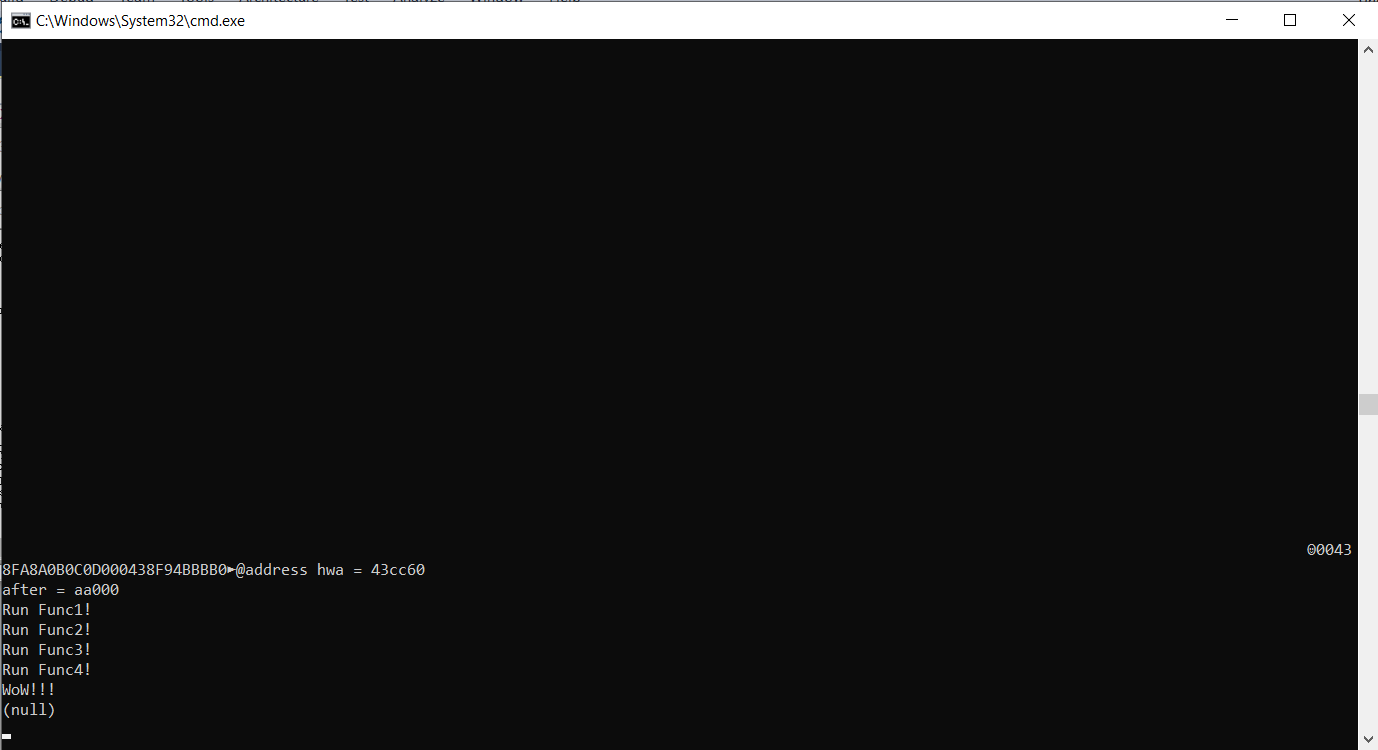 C:\Windows\System32\cmd.exe
@0043
8FA8A0B0C0D000438F94BBBB0►@address hwa = 43cc60
after = aa000
Run Func1!
Run Func2!
Run Func3!
Run Func4!
WoW!!!
(null)